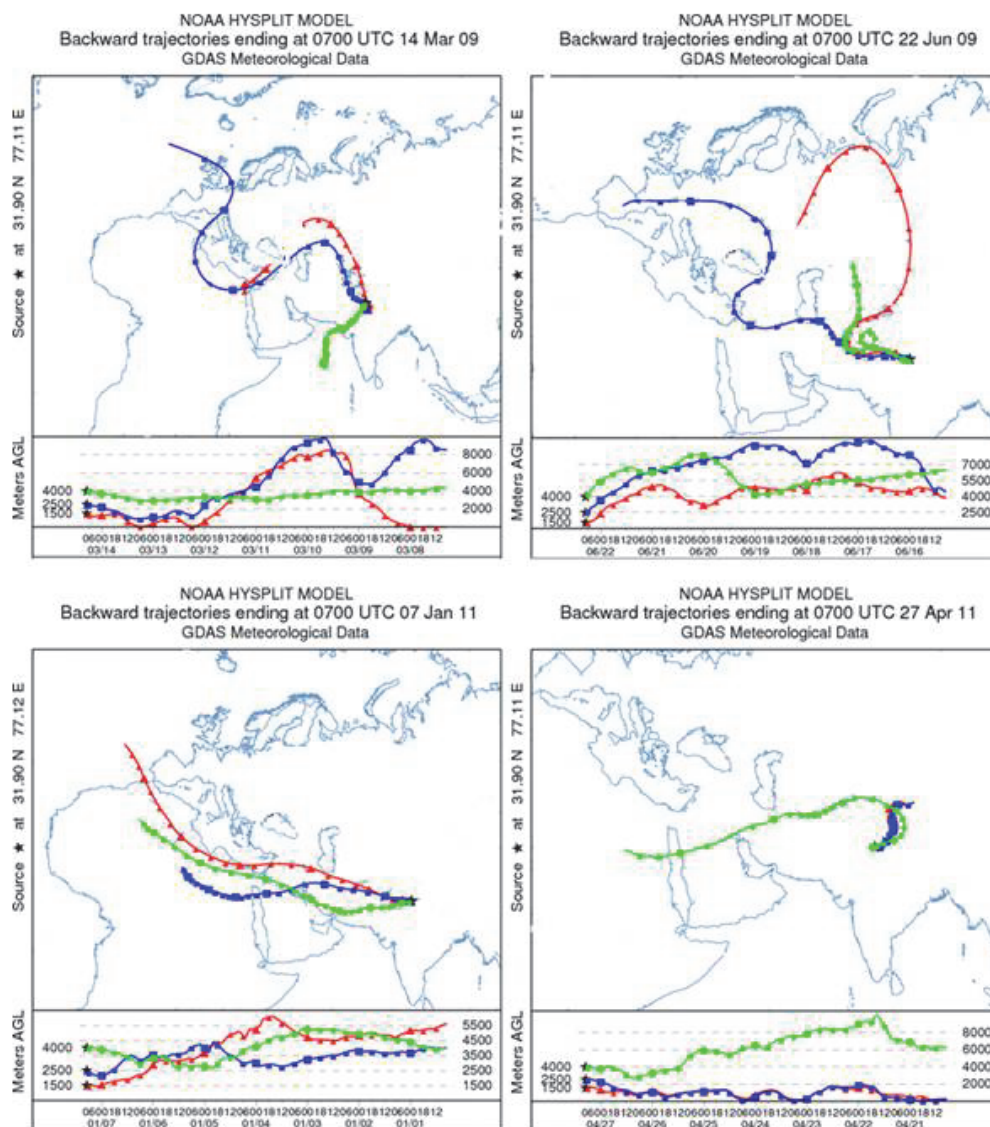 NOAA HYSPLIT MODEL
Backward trajectories ending at 0700 UTC 14 Mar 09
GDAS Meteorological Data
Source ★ at 31.90 N 77.11 E
Meters AGL
4000
2500
1500
8000
6000
4000
2000
06001812060018120600181206001812060018120600181206001812
03/14 03/13 03/12 03/11 03/10 03/09 03/08
NOAA HYSPLIT MODEL
Backward trajectories ending at 0700 UTC 22 Jun 09
GDAS Meteorological Data
Source ★ at 31.90 N 77.11 E
Meters AGL
4000
2500
1500
7000
5500
4000
2500
06001812060018120600181206001812060018120600181206001812
06/22 06/21 06/20 06/19 06/18 06/17 06/16
NOAA HYSPLIT MODEL
Backward trajectories ending at 0700 UTC 07 Jan 11
GDAS Meteorological Data
Source ★ at 31.90 N 77.12 E
Meters AGL
4000
2500
1500
5500
4500
3500
2500
1500
06001812060018120600181206001812060018120600181206001812
01/07 01/06 01/05 01/04 01/03 01/02 01/01
NOAA HYSPLIT MODEL
Backward trajectories ending at 0700 UTC 27 Apr 11
GDAS Meteorological Data
Source ★ at 31.90 N 77.11 E
Meters AGL
4000
2500
1500
8000
6000
4000
2000
06001812060018120600181206001812060018120600181206001812
04/27 04/26 04/25 04/24 04/23 04/22 04/21